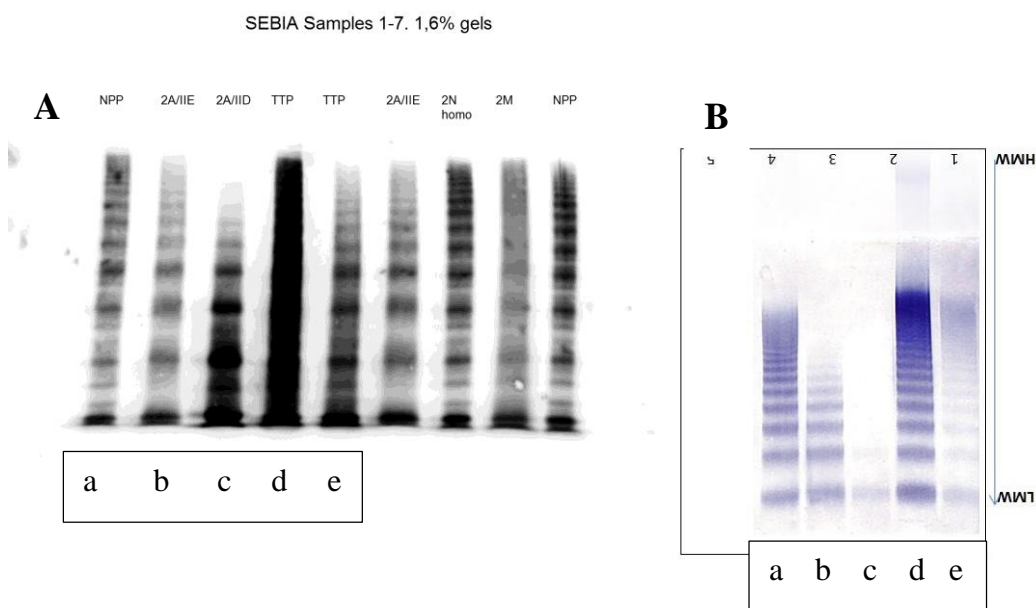 SEBIA Samples 1-7. 1,6% gels
A
NPP 2A/IIE 2A/IID TTP TTP 2A/IIE 2N homo 2M NPP
a b c d e
B
5 4 3 2 1
HMW
LMW
a b c d e